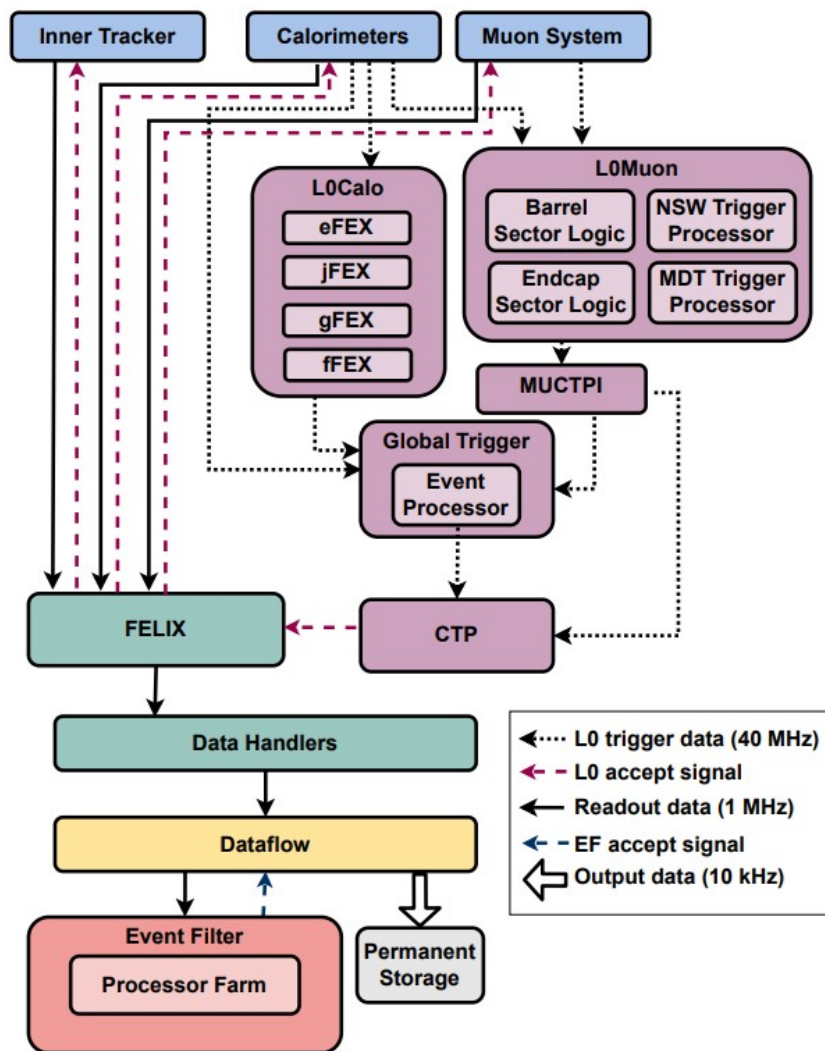 Inner Tracker
Calorimeters
Muon System
L0Calo
eFEX
jFEX
gFEX
fFEX
L0Muon
Barrel
Sector Logic
NSW Trigger
Processor
Endcap
Sector Logic
MDT Trigger
Processor
MUCTPI
Global Trigger
Event
Processor
FELIX
CTP
Data Handlers
Dataflow
Event Filter
Processor Farm
Permanent
Storage
L0 trigger data (40 MHz)
L0 accept signal
Readout data (1 MHz)
EF accept signal
Output data (10 kHz)